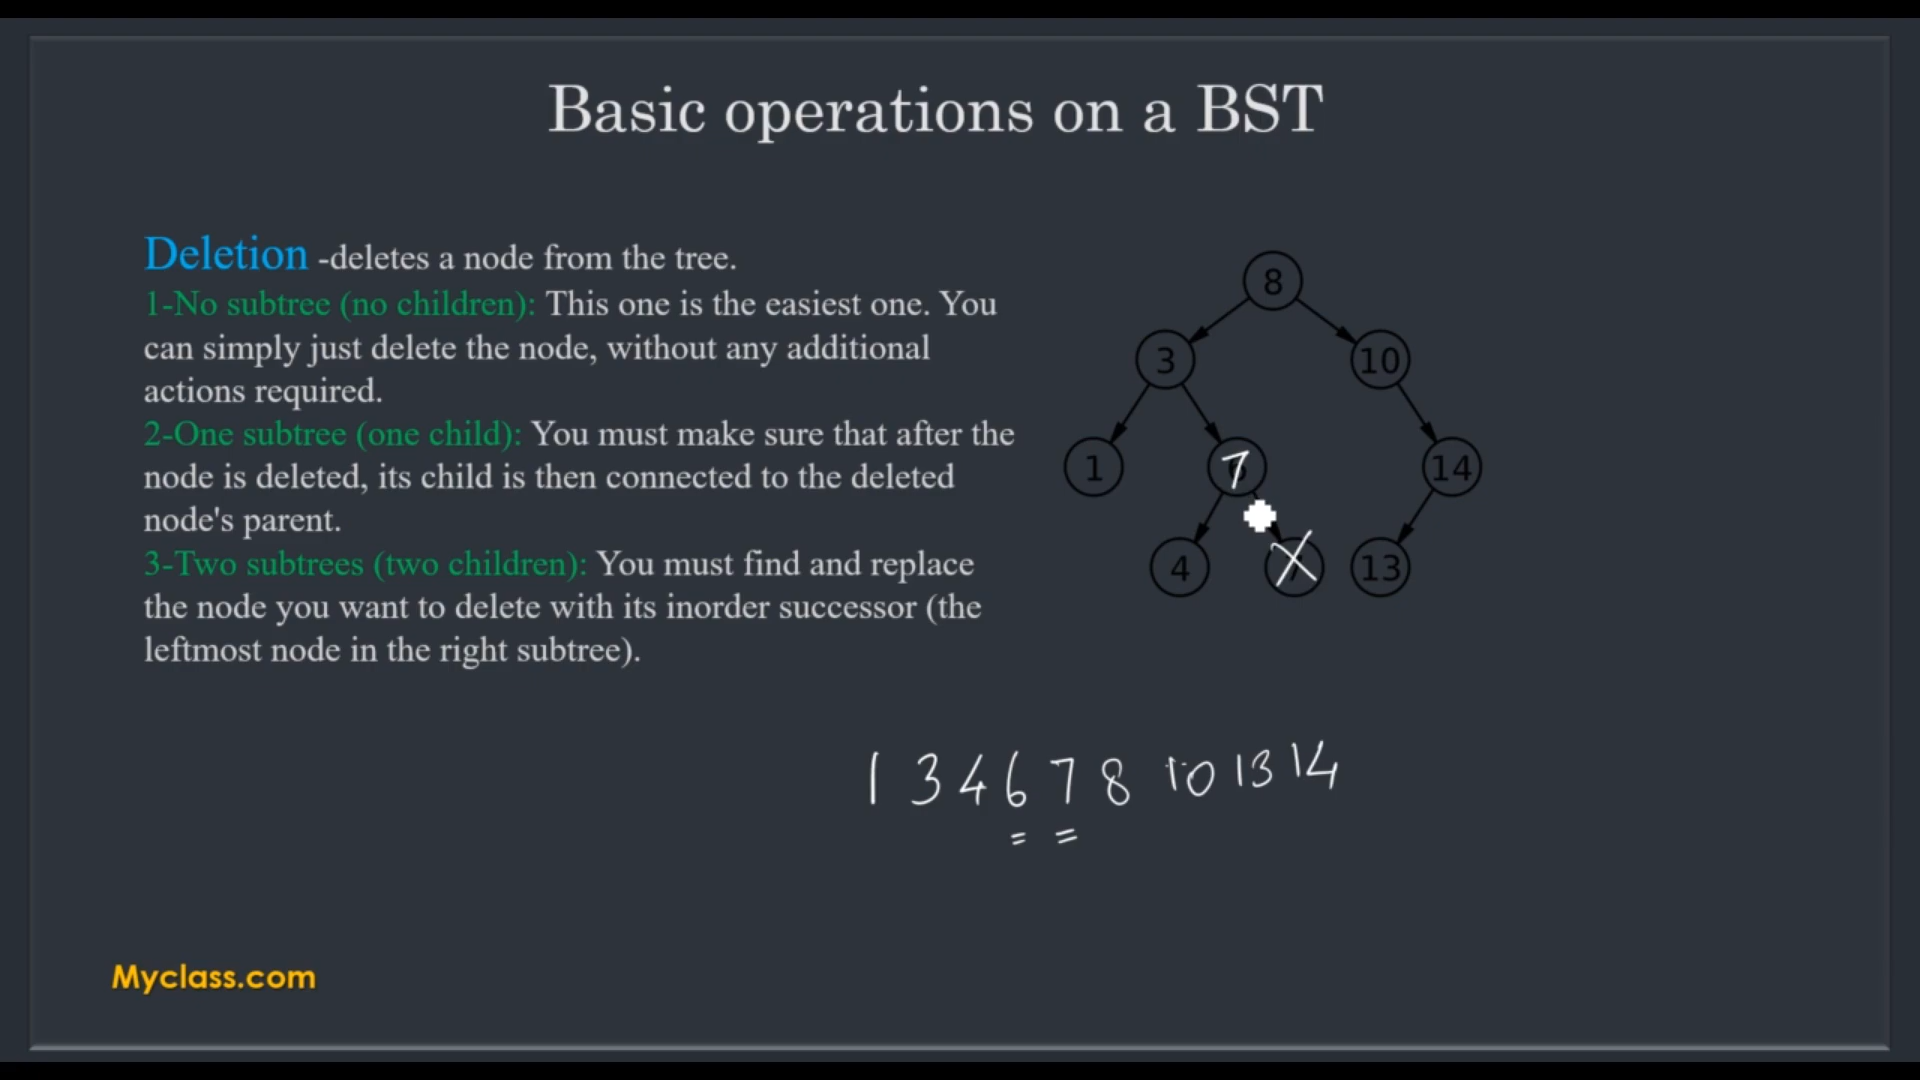 Basic operations on a BST
Deletion -deletes a node from the tree.
1-No subtree (no children): This one is the easiest one. You
can simply just delete the node, without any additional
actions required.
2-One subtree (one child): You must make sure that after the
node is deleted, its child is then connected to the deleted
node's parent.
3-Two subtrees (two children): You must find and replace
the node you want to delete with its inorder successor (the
leftmost node in the right subtree).
8
3 10
1 7 14
4 7 13
1 3 4 6 7 8 10 13 14
= =
Myclass.com